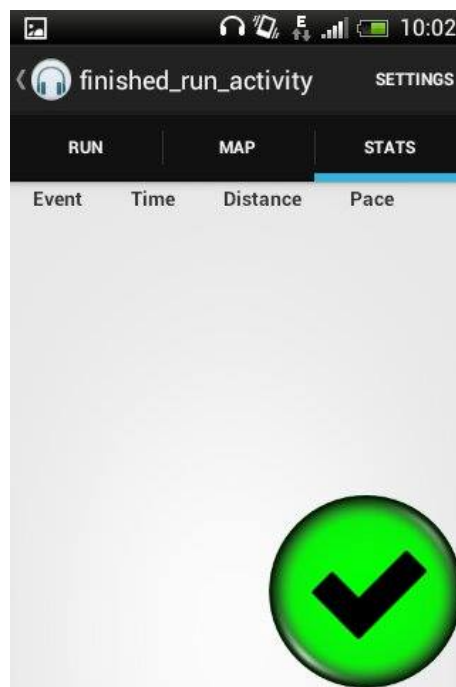 E 10:02
finished_run_activity SETTINGS
RUN MAP STATS
Event Time Distance Pace